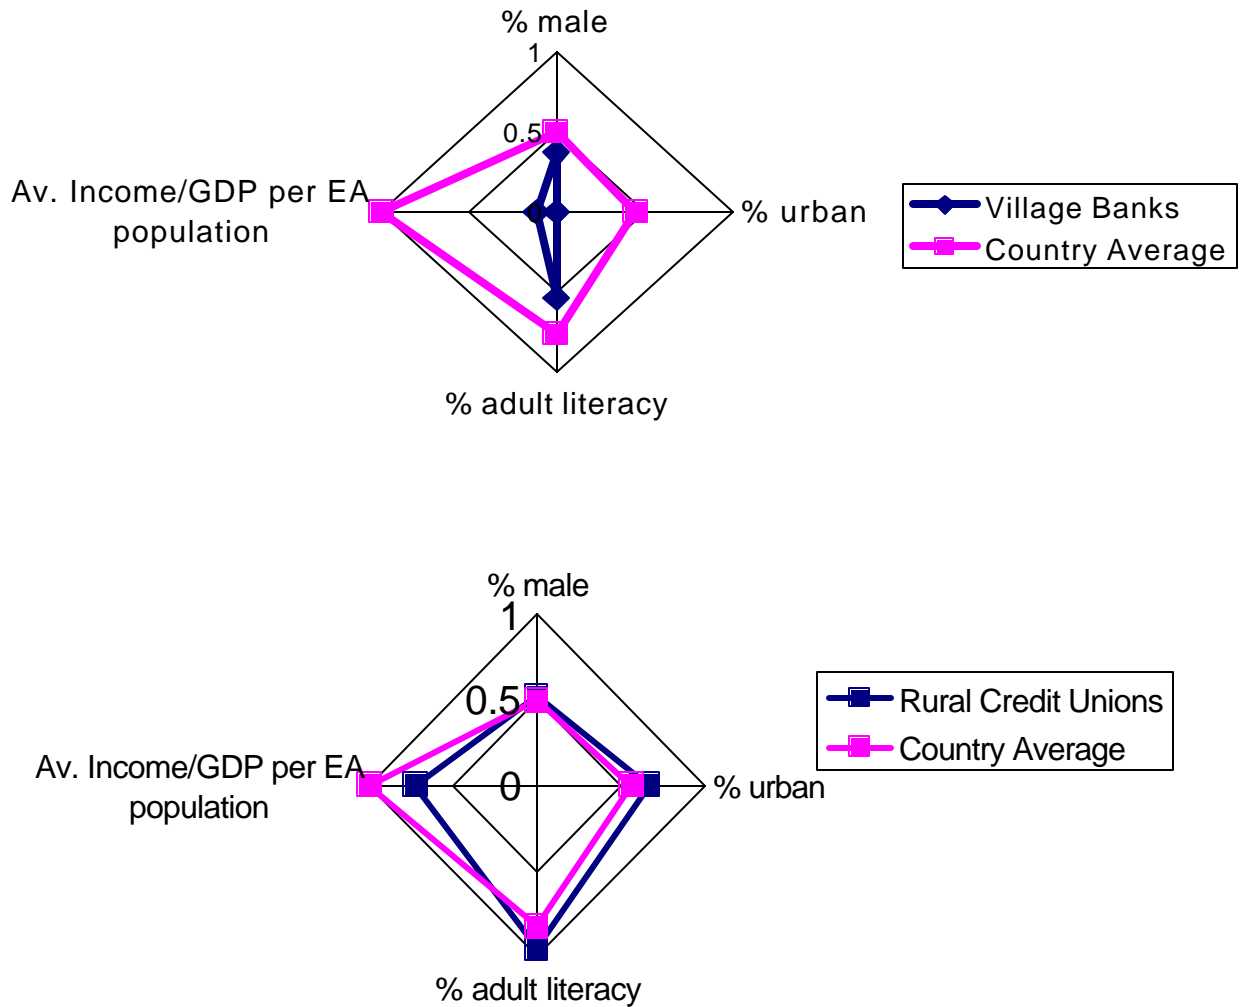 % male
1
0.5
Av. Income/GDP per EA
population
0
% urban
Village Banks
Country Average
% adult literacy
% male
1
0.5
Rural Credit Unions
Country Average
Av. Income/GDP per EA
population
0
% urban
% adult literacy